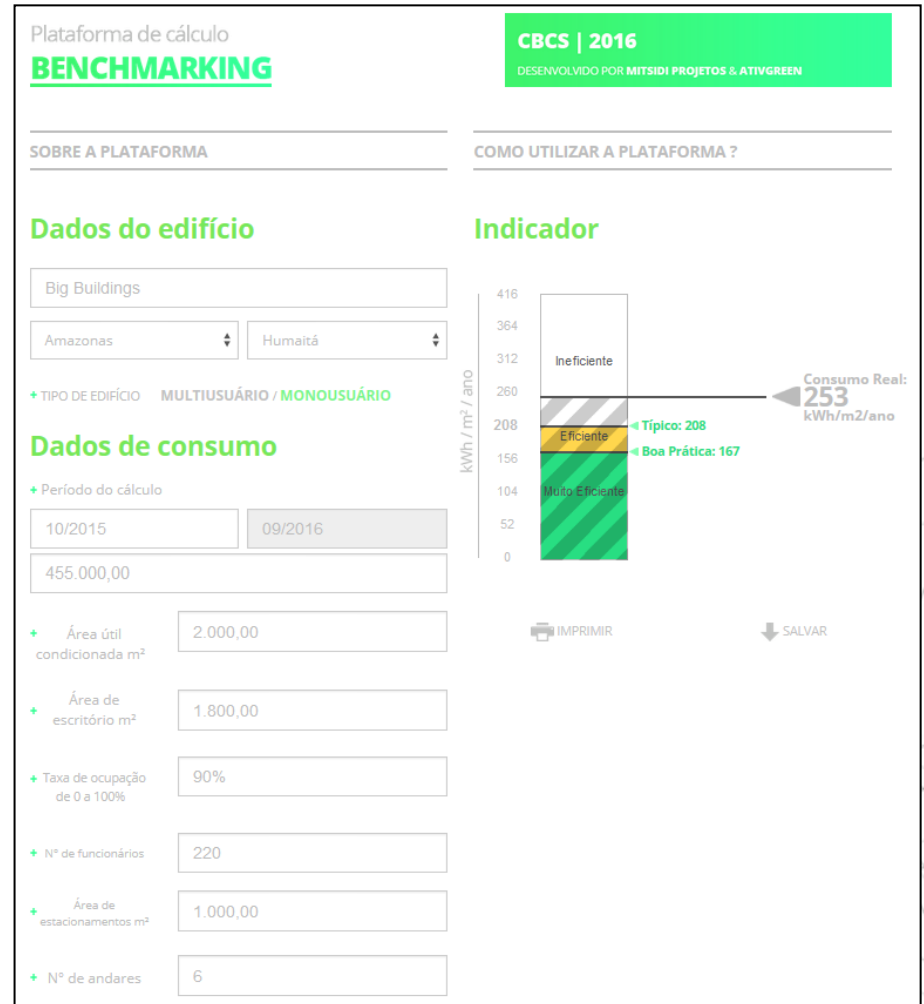 Plataforma de cálculo
BENCHMARKING
CBCS | 2016
DESENVOLVIDO POR MITSIDI PROJETOS & ATIVGREEN
SOBRE A PLATAFORMA
COMO UTILIZAR A PLATAFORMA ?
Dados do edifício
Big Buildings
Amazonas
Humaitá
+ TIPO DE EDIFÍCIO MULTIUSUÁRIO / MONOUSUÁRIO
Dados de consumo
+ Período do cálculo
10/2015
09/2016
455.000,00
+ Área útil
condicionada m²
2.000,00
+ Área de
escritório m²
1.800,00
+ Taxa de ocupação
de 0 a 100%
90%
+ N° de funcionários
220
+ Área de
estacionamentos m²
1.000,00
+ N° de andares
6
Indicador
kWh / m² / ano
416
364
312
260
208
156
104
52
0
Ineficiente
Eficiente
Muito Eficiente
Típico: 208
Boa Prática: 167
Consumo Real:
253
kWh/m2/ano
IMPRIMIR
SALVAR